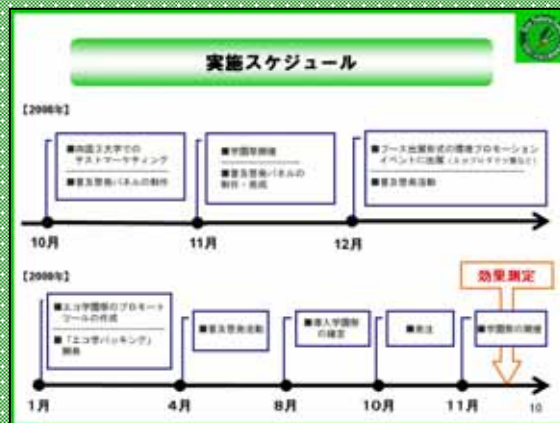 実施スケジュール
【2008年】
■両国３大学での
テストマーケティング
■普及啓発パネルの制作
■学園祭開催
■普及啓発パネルの
制作・完成
■ブース出展形式の環境プロモーション
イベントに出展
■普及啓発活動
10月
11月
12月
【2009年】
効果測定
■エコ学園祭のプロモート
ツールの作成
■「エコ学パッキング」
開発
■普及啓発活動
■導入学園祭
の確定
■発注
■学園祭の開催
1月
4月
8月
10月
11月
10